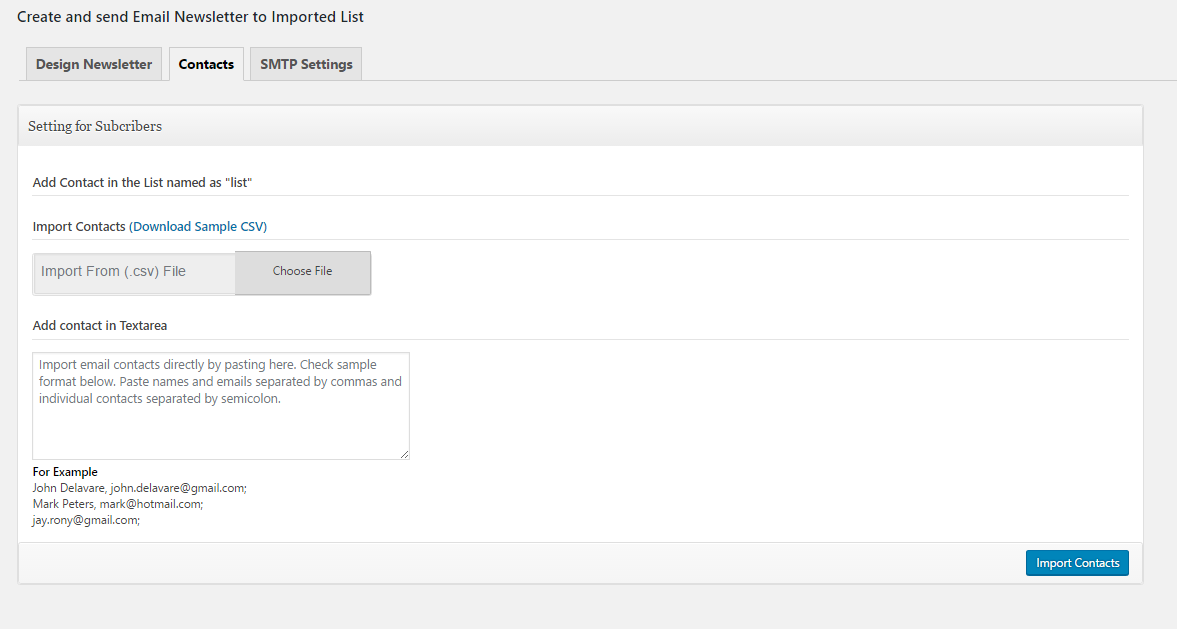 Create and send Email Newsletter to Imported List
Design Newsletter
Contacts
SMTP Settings
Setting for Subcribers
Add Contact in the List named as "list"
Import Contacts (Download Sample CSV)
Import From (.csv) File
Choose File
Add contact in Textarea
Import email contacts directly by pasting here. Check sample
format below. Paste names and emails separated by commas and
individual contacts separated by semicolon.
For Example
John Delavare, john.delavare@gmail.com;
Mark Peters, mark@hotmail.com;
jay.rony@gmail.com;
Import Contacts